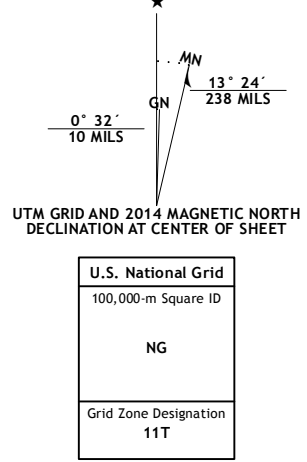 MN
GN
13° 24´
238 MILS
0° 32´
10 MILS
UTM GRID AND 2014 MAGNETIC NORTH
DECLINATION AT CENTER OF SHEET
U.S. National Grid
100,000-m Square ID
NG
Grid Zone Designation
11T